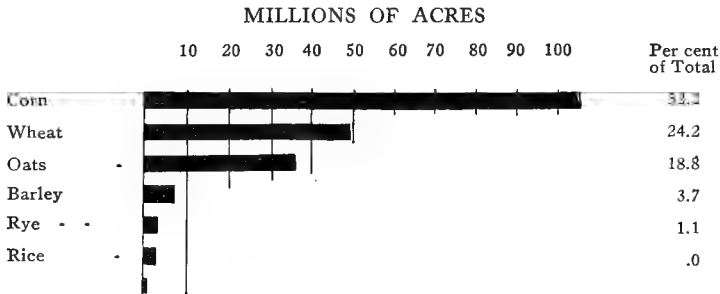 MILLIONS OF ACRES
10 20 30 40 50 60 70 80 90 100 Per cent
of Total
Corn
Wheat 24.2
Oats - 18.8
Barley 3.7
Rye - - 1.1
Rice - .0